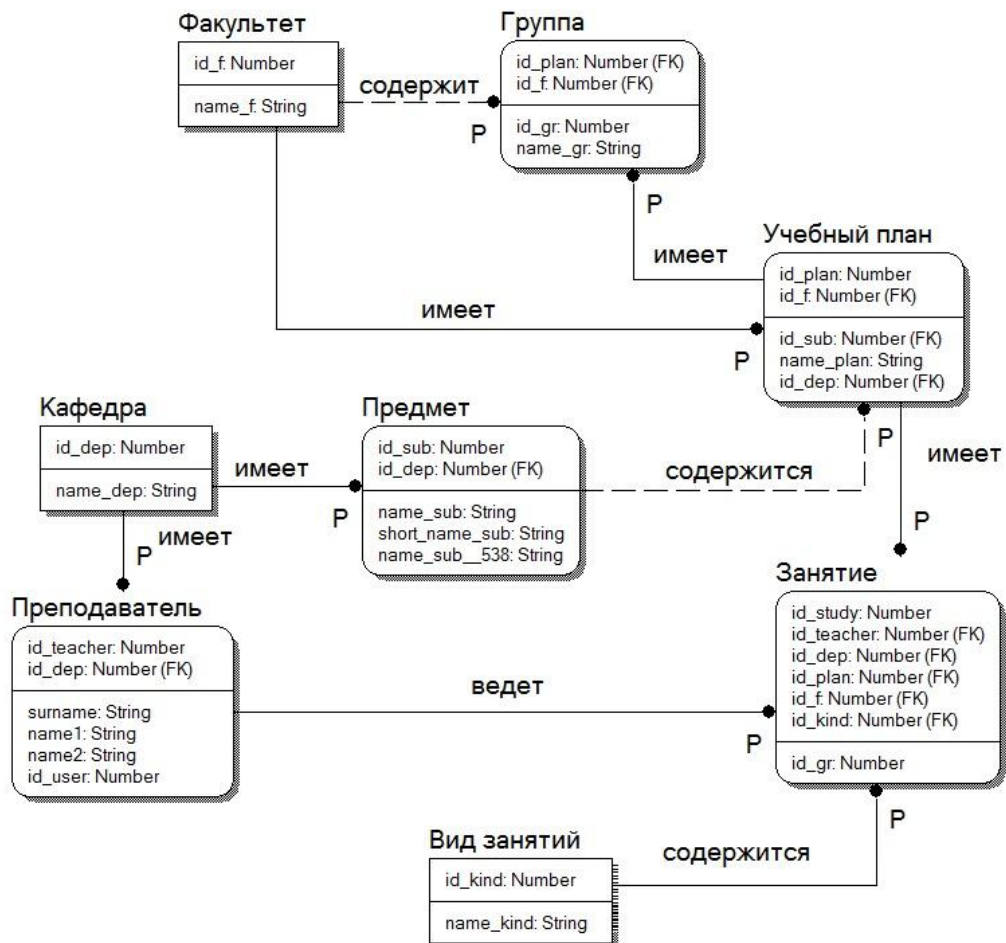 Факультет
id_f: Number
name_f: String
содержит
P
Группа
id_plan: Number (FK)
id_f: Number (FK)
id_gr: Number
name_gr: String
P
имеет
имеет
P
Учебный план
id_plan: Number
id_f: Number (FK)
id_sub: Number (FK)
name_plan: String
id_dep: Number (FK)
P
имеет
P
Кафедра
id_dep: Number
name_dep: String
имеет
P
имеет
P
Предмет
id_sub: Number
id_dep: Number (FK)
name_sub: String
short_name_sub: String
name_sub__538: String
содержится
Преподаватель
id_teacher: Number
id_dep: Number (FK)
surname: String
name1: String
name2: String
id_user: Number
ведет
P
Занятие
id_study: Number
id_teacher: Number (FK)
id_dep: Number (FK)
id_plan: Number (FK)
id_f: Number (FK)
id_kind: Number (FK)
id_gr: Number
P
содержится
Вид занятий
id_kind: Number
name_kind: String